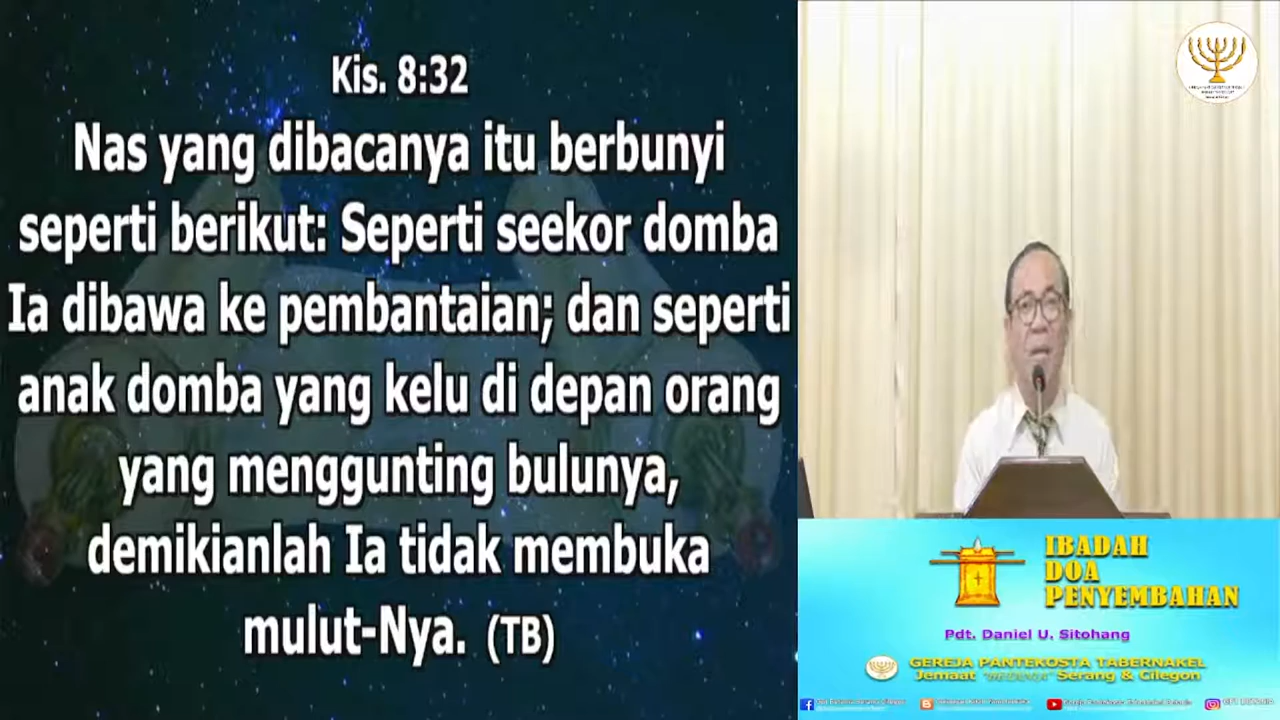 Kis. 8:32
Nas yang dibacanya itu berbunyi
seperti berikut: Seperti seekor domba
Ia dibawa ke pembantaian; dan seperti
anak domba yang kelu di depan orang
yang menggunting bulunya,
demikianlah Ia tidak membuka
mulut-Nya. (TB)
IBADAH
DOA
PENYEMBAHAN
Pdt. Daniel U. Sitohang
GEREJA PANTEKOSTA TABERNAKEL
Jemaat "BETANIA" Serang & Cilegon